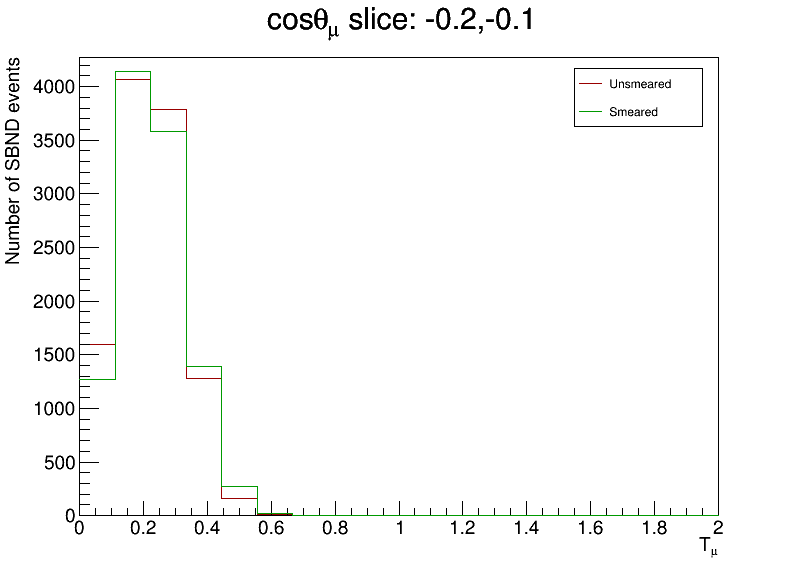 cosθμ slice: -0.2,-0.1
Number of SBND events
4000
3500
3000
2500
2000
1500
1000
500
0
0 0.2 0.4 0.6 0.8 1 1.2 1.4 1.6 1.8 2
Tμ
Unsmeared
Smeared